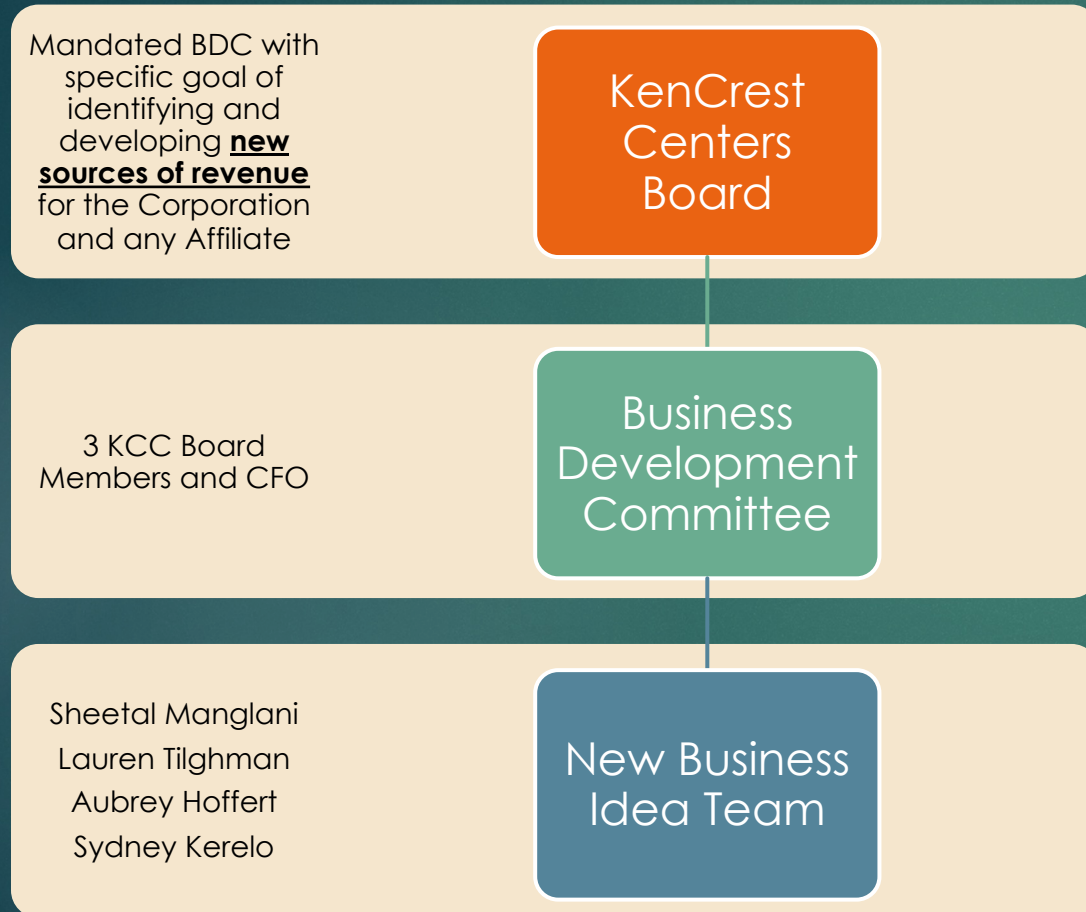 Mandated BDC with
specific goal of
identifying and
developing new
sources of revenue
for the Corporation
and any Affiliate
KenCrest
Centers
Board
3 KCC Board
Members and CFO
Business
Development
Committee
Sheetal Manglani
Lauren Tilghman
Aubrey Hoffert
Sydney Kerelo
New Business
Idea Team